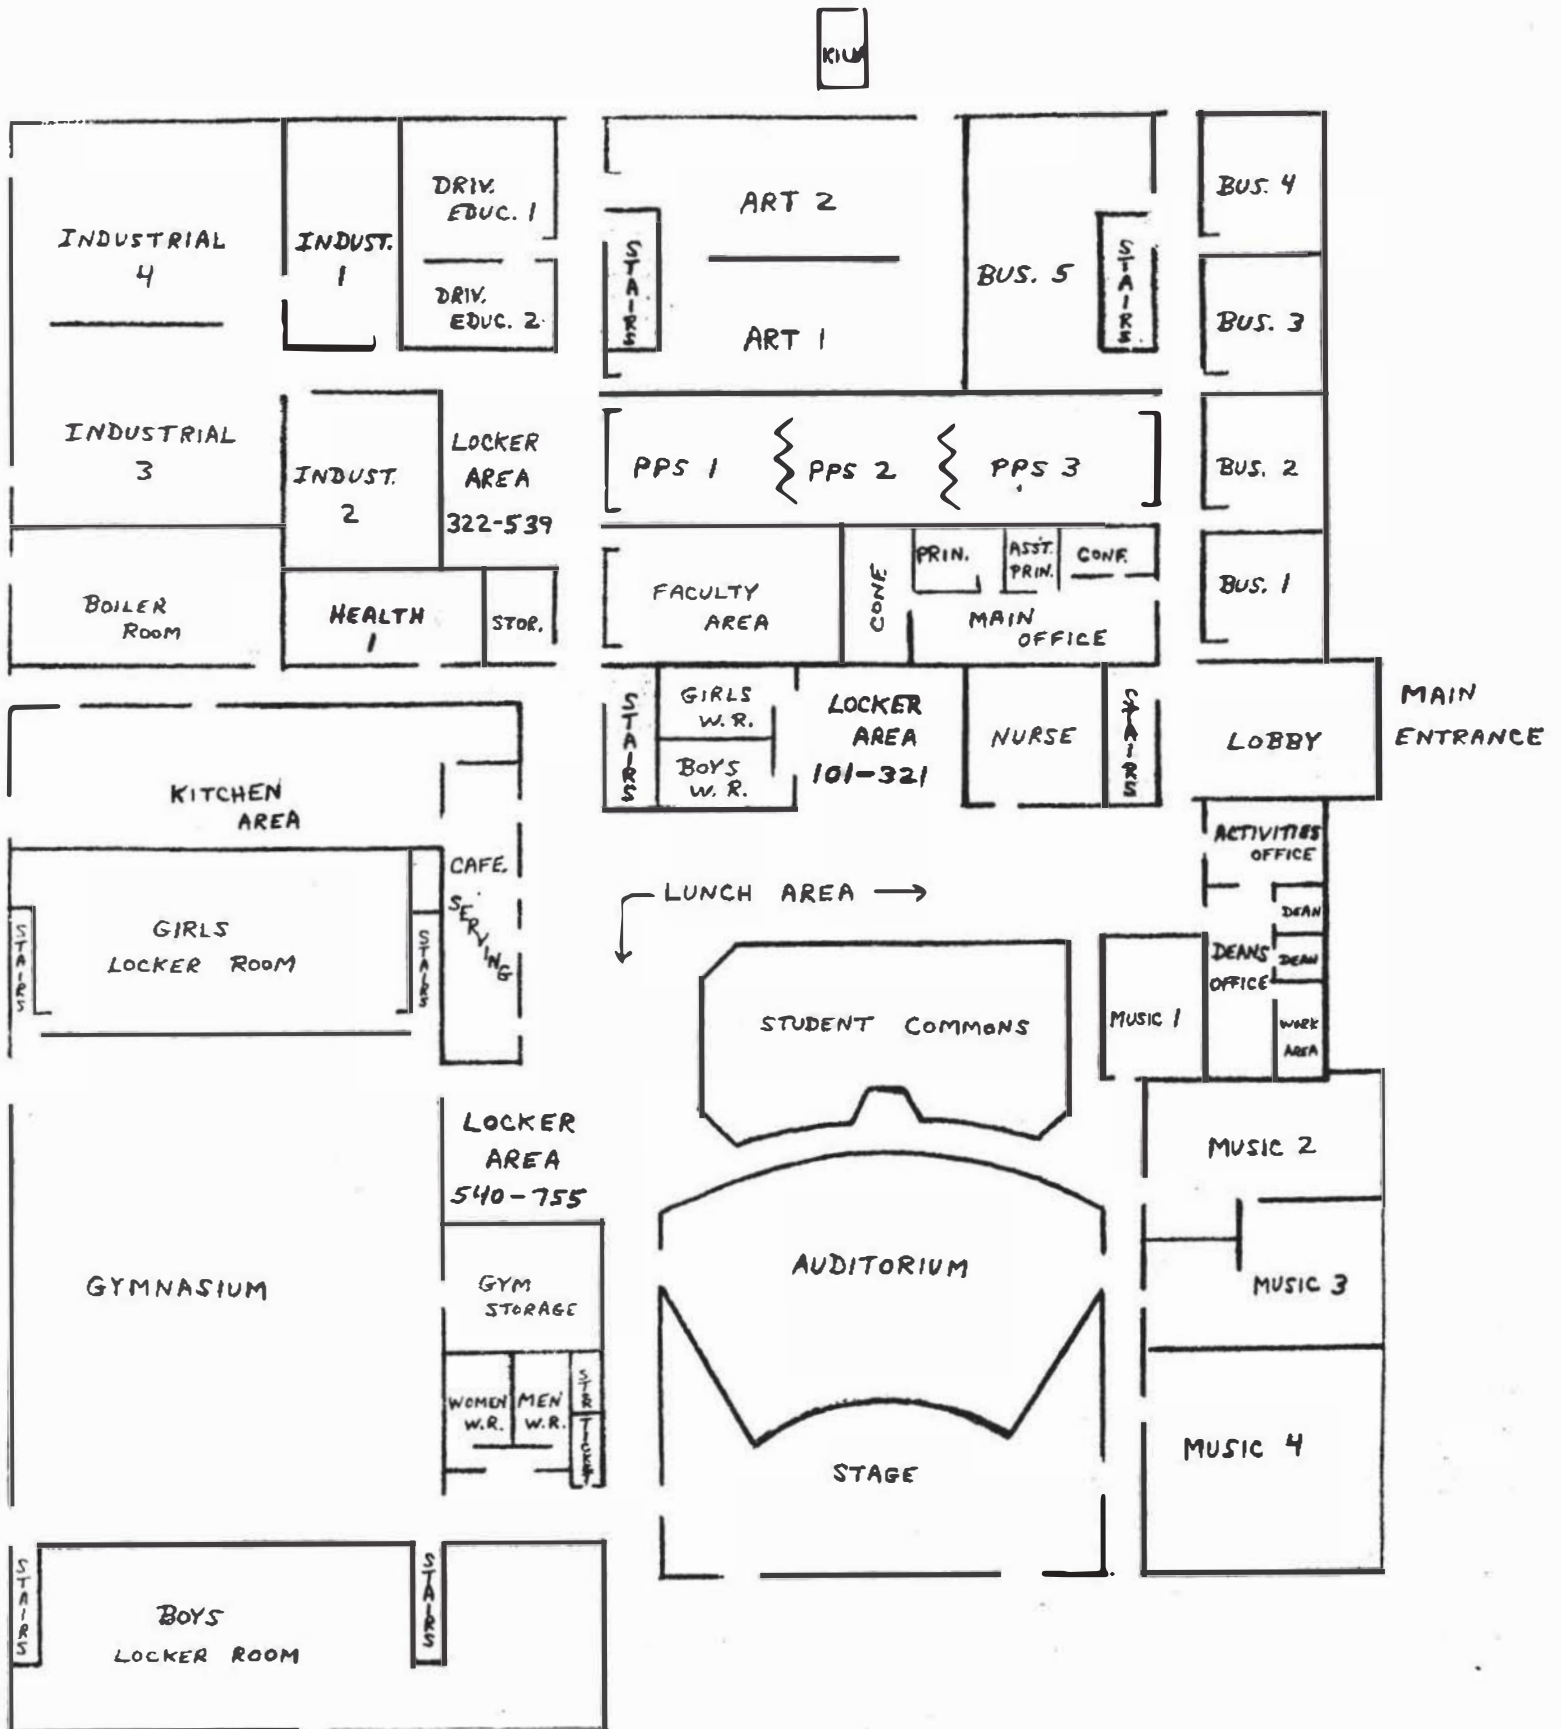 KILN
DRIV.
EDUC. 1
INDUSTRIAL
4
INDUST.
1
DRIV.
EDUC. 2
ART 2
STAIRS
ART 1
BUS. 5
STAIRS
BUS. 4
BUS. 3
INDUSTRIAL
3
INDUST.
2
LOCKER
AREA
322-539
PPS 1
PPS 2
PPS 3
BUS. 2
BOILER
ROOM
HEALTH
1
STOR.
FACULTY
AREA
CONF
PRIN.
ASS'T.
PRIN.
CONF.
MAIN
OFFICE
BUS. 1
STAIRS
GIRLS
W.R.
BOYS
W.R.
LOCKER
AREA
101-321
NURSE
STAIRS
LOBBY
MAIN
ENTRANCE
KITCHEN
AREA
CAFE.
SERVING
LUNCH AREA
ACTIVITIES
OFFICE
DEAN
DEANS
OFFICE
DEAN
WORK
AREA
STAIRS
GIRLS
LOCKER ROOM
STAIRS
STUDENT COMMONS
MUSIC 1
LOCKER
AREA
540-755
MUSIC 2
GYMNASIUM
GYM
STORAGE
AUDITORIUM
MUSIC 3
WOMEN
W.R.
MEN
W.R.
STR
TICKET
STAGE
MUSIC 4
STAIRS
BOYS
LOCKER ROOM
STAIRS